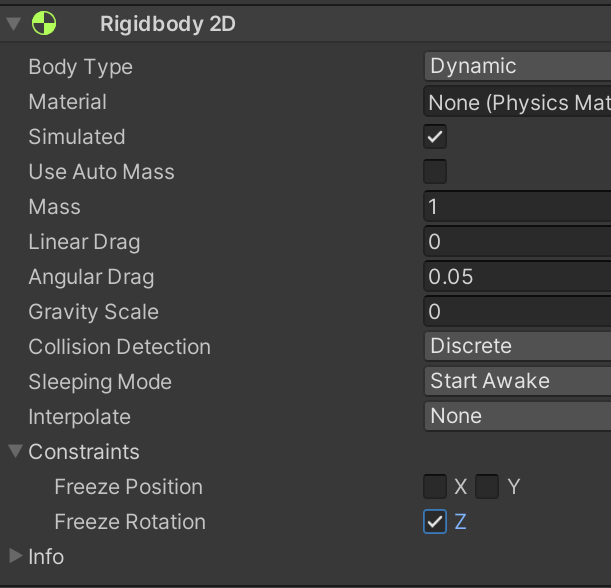 Rigidbody 2D
Body Type Dynamic
Material None (Physics Mat
Simulated
Use Auto Mass
Mass 1
Linear Drag 0
Angular Drag 0.05
Gravity Scale 0
Collision Detection Discrete
Sleeping Mode Start Awake
Interpolate None
Constraints
Freeze Position X Y
Freeze Rotation Z
Info